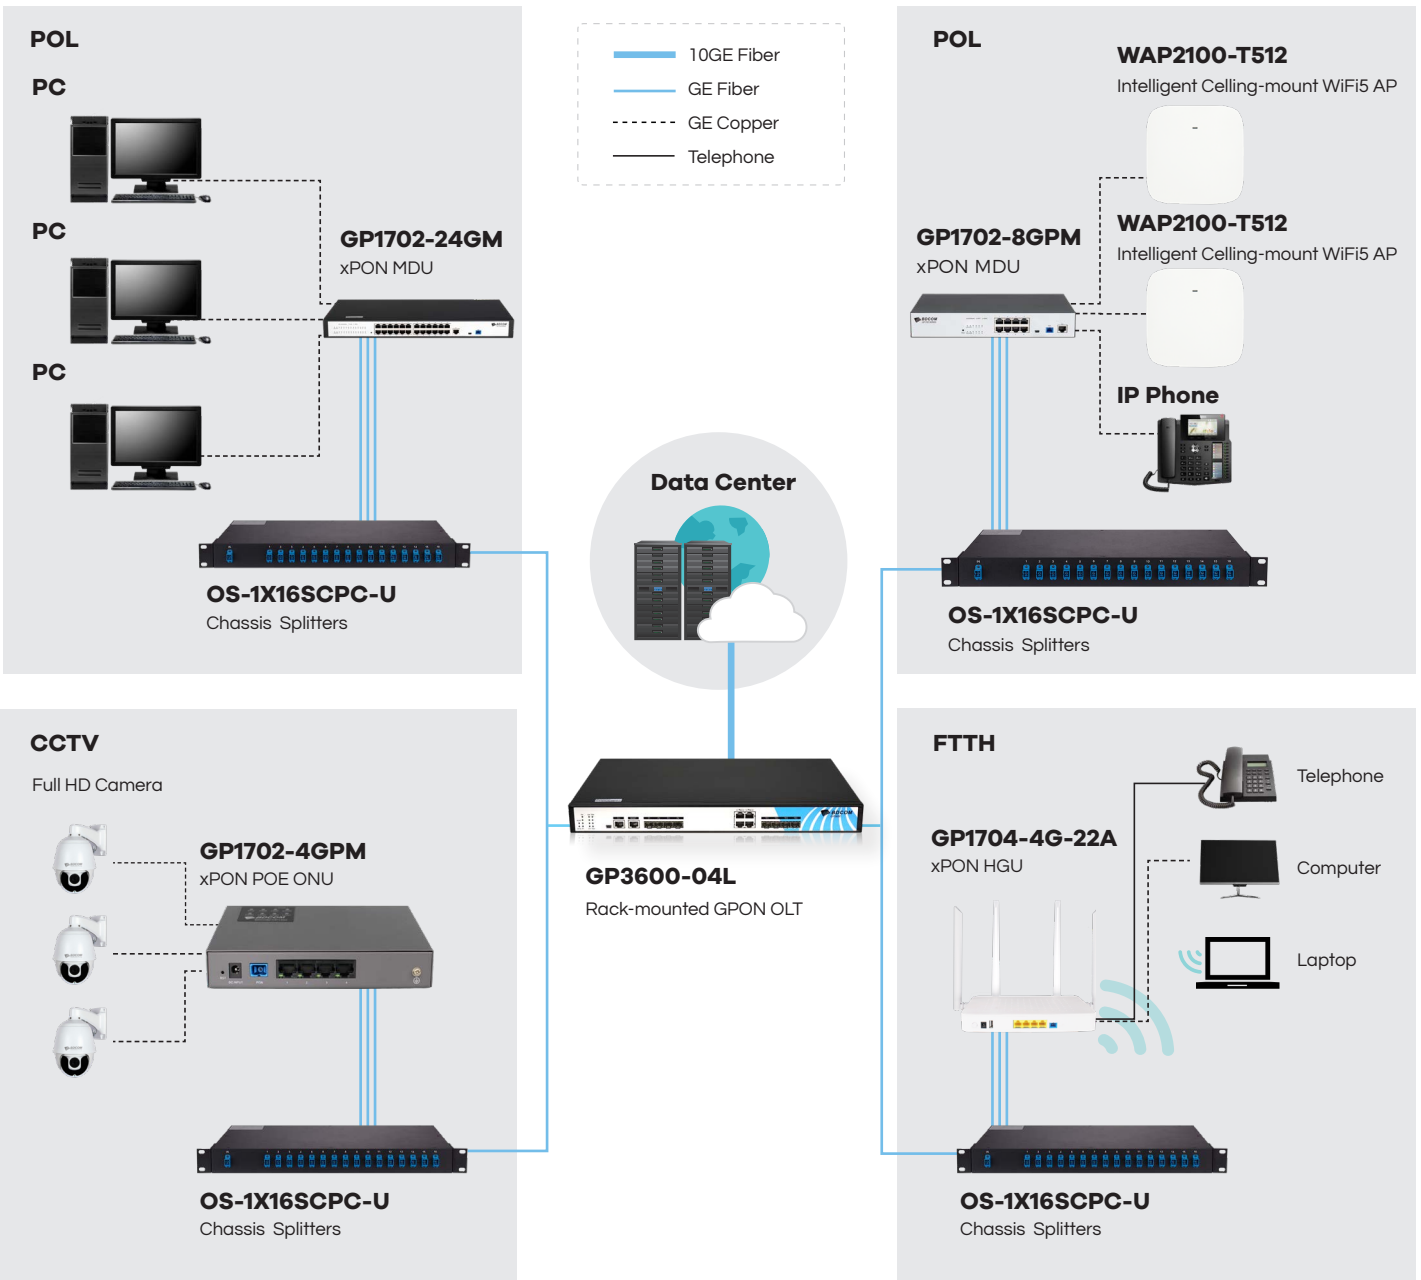 POL
PC
PC
PC
GP1702-24GM
xPON MDU
BDCOM
OS-1X16SCPC-U
Chassis Splitters
10GE Fiber
GE Fiber
GE Copper
Telephone
POL
WAP2100-T512
Intelligent Celling-mount WiFi5 AP
WAP2100-T512
Intelligent Celling-mount WiFi5 AP
GP1702-8GPM
xPON MDU
BDCOM
IP Phone
OS-1X16SCPC-U
Chassis Splitters
Data Center
BDCOM
GP3600-04L
Rack-mounted GPON OLT
CCTV
Full HD Camera
GP1702-4GPM
xPON POE ONU
OS-1X16SCPC-U
Chassis Splitters
FTTH
Telephone
GP1704-4G-22A
xPON HGU
Computer
Laptop
OS-1X16SCPC-U
Chassis Splitters